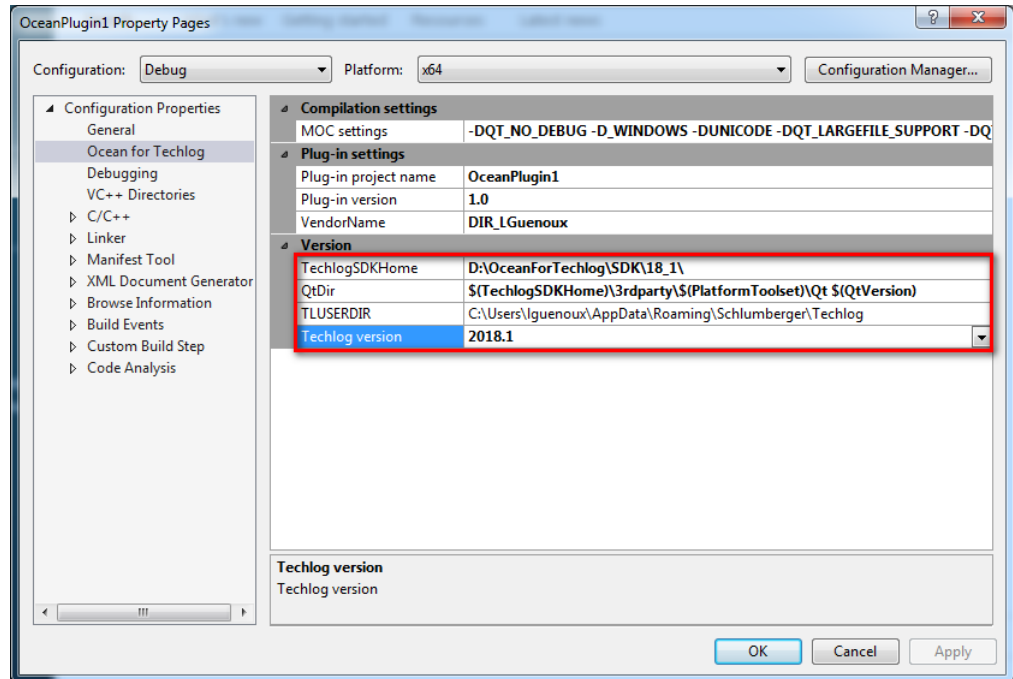 OceanPlugin1 Property Pages
Configuration: Debug Platform: x64 Configuration Manager...
Configuration Properties
General
Ocean for Techlog
Debugging
VC++ Directories
C/C++
Linker
Manifest Tool
XML Document Generator
Browse Information
Build Events
Custom Build Step
Code Analysis
Compilation settings
MOC settings -DQT_NO_DEBUG -D_WINDOWS -DUNICODE -DQT_LARGEFILE_SUPPORT -DQ
Plug-in settings
Plug-in project name OceanPlugin1
Plug-in version 1.0
VendorName DIR_LGuenoux
Version
TechlogSDKHome D:\OceanForTechlog\SDK\18_1\
QtDir $(TechlogSDKHome)\3rdparty\$(PlatformToolset)\Qt $(QtVersion)
TLUSERDIR C:\Users\lguenoux\AppData\Roaming\Schlumberger\Techlog
Techlog version 2018.1
Techlog version
Techlog version
OK Cancel Apply